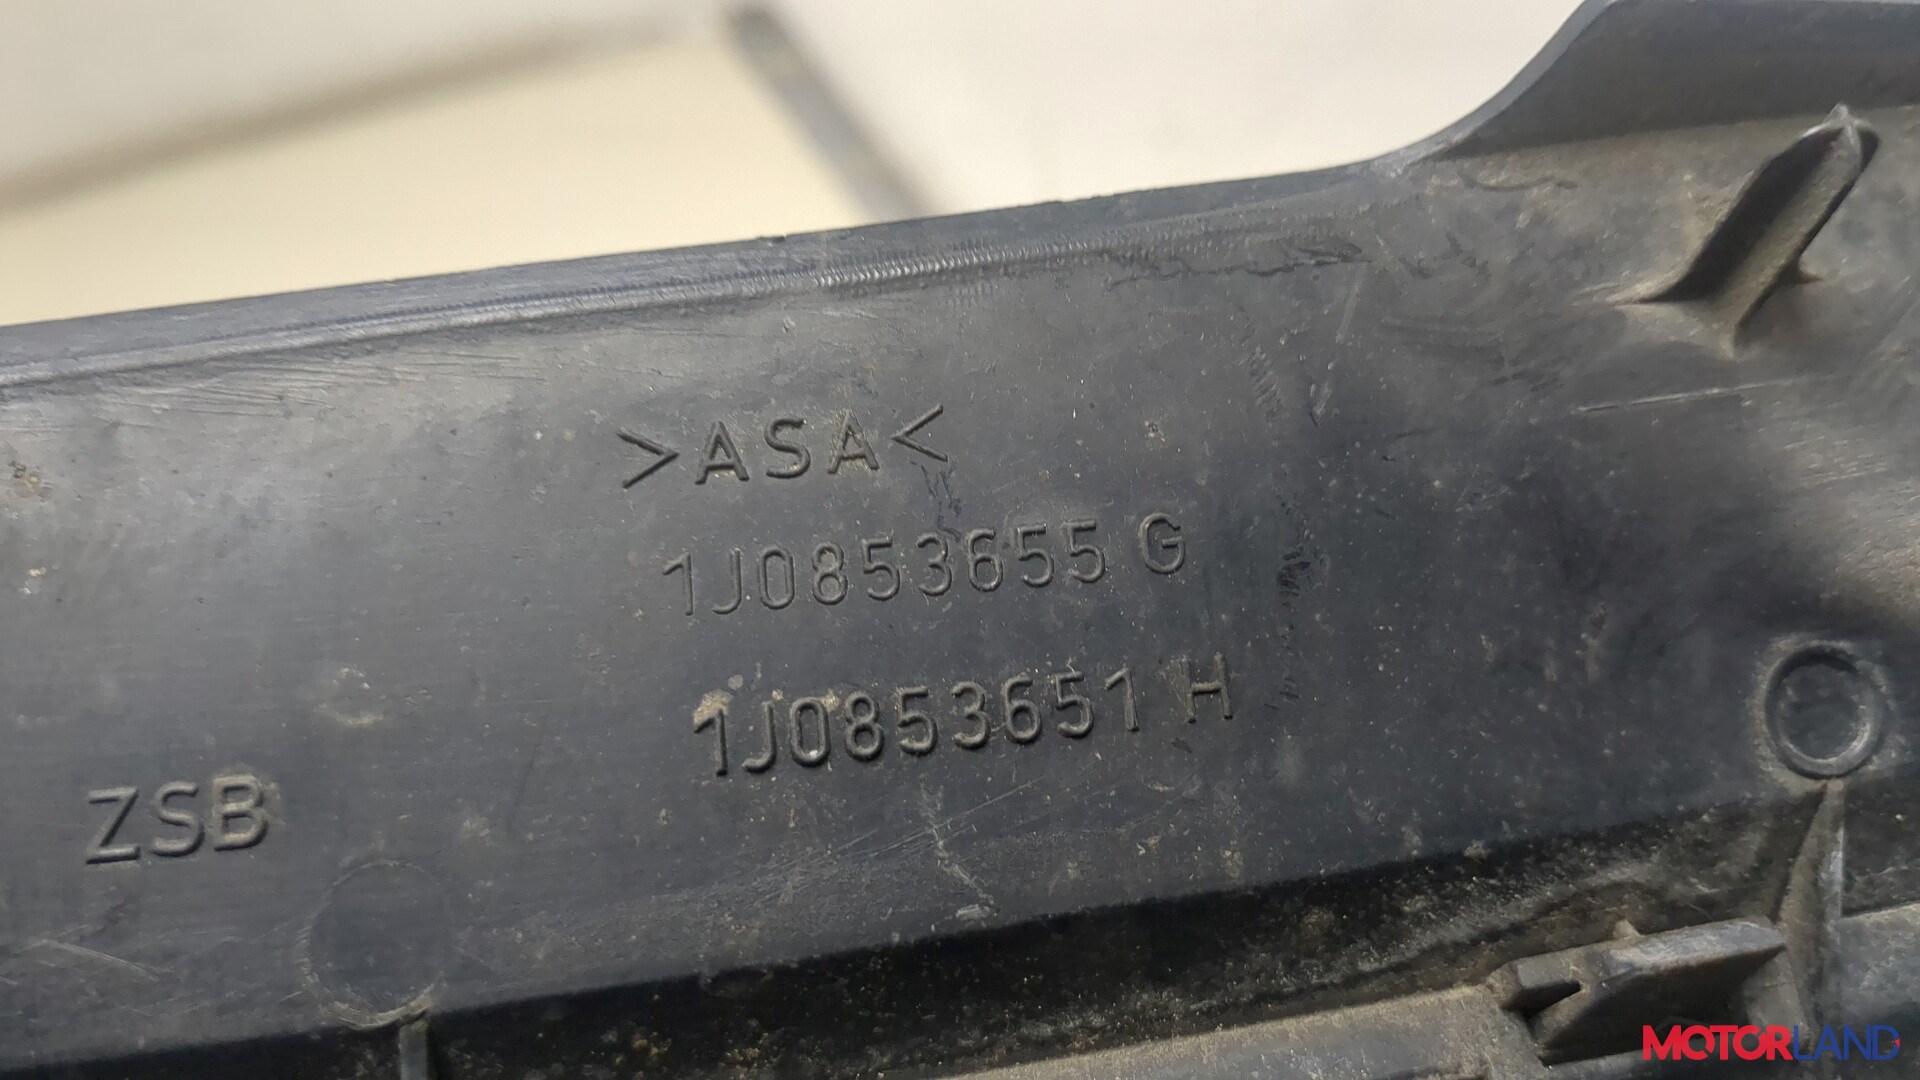 >ASA<
1J0853655 G
1J0853651 H
ZSB
MOTORLAND